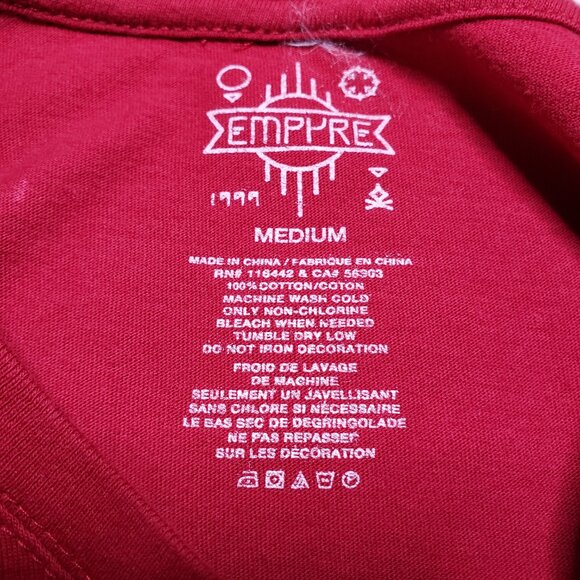 EMPYRE
1999
MEDIUM
MADE IN CHINA / FABRIQUE EN CHINA
RN# 116442 & CA# 56303
100% COTTON/COTON
MACHINE WASH COLD
ONLY NON-CHLORINE
BLEACH WHEN NEEDED
TUMBLE DRY LOW
DO NOT IRON DECORATION
FROID DE LAVAGE
DE MACHINE
SEULEMENT UN JAVELLISANT
SANS CHLORE SI NÉCESSAIRE
LE BAS SEC DE DEGRINGOLADE
NE PAS REPASSER
SUR LES DÉCORATION